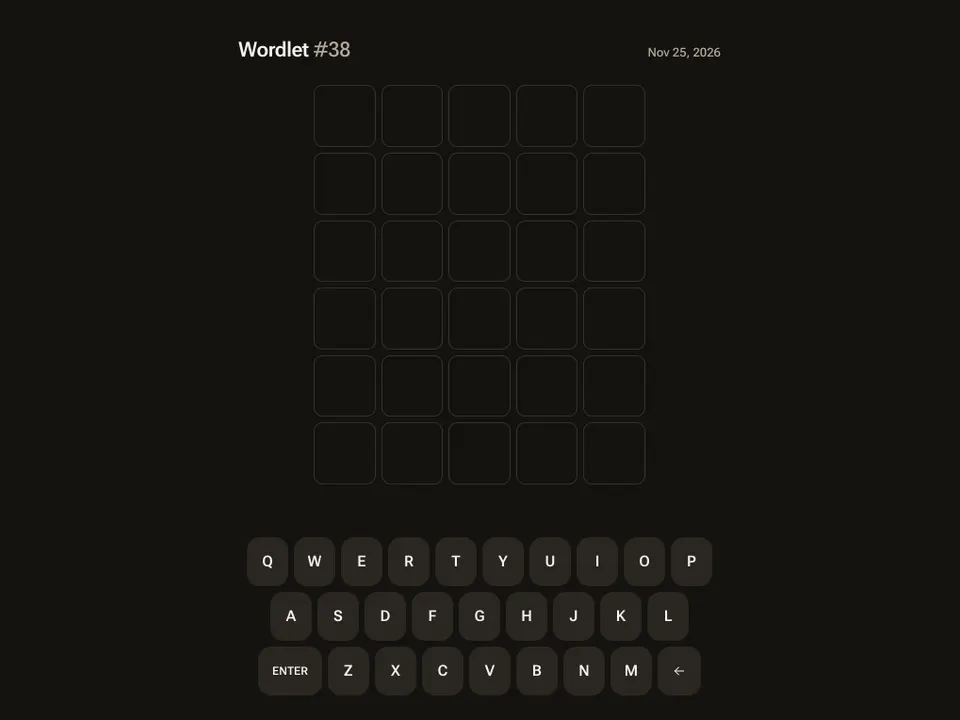 Wordlet #38
Nov 25, 2026
Q W E R T Y U I O P
A S D F G H J K L
ENTER Z X C V B N M ←